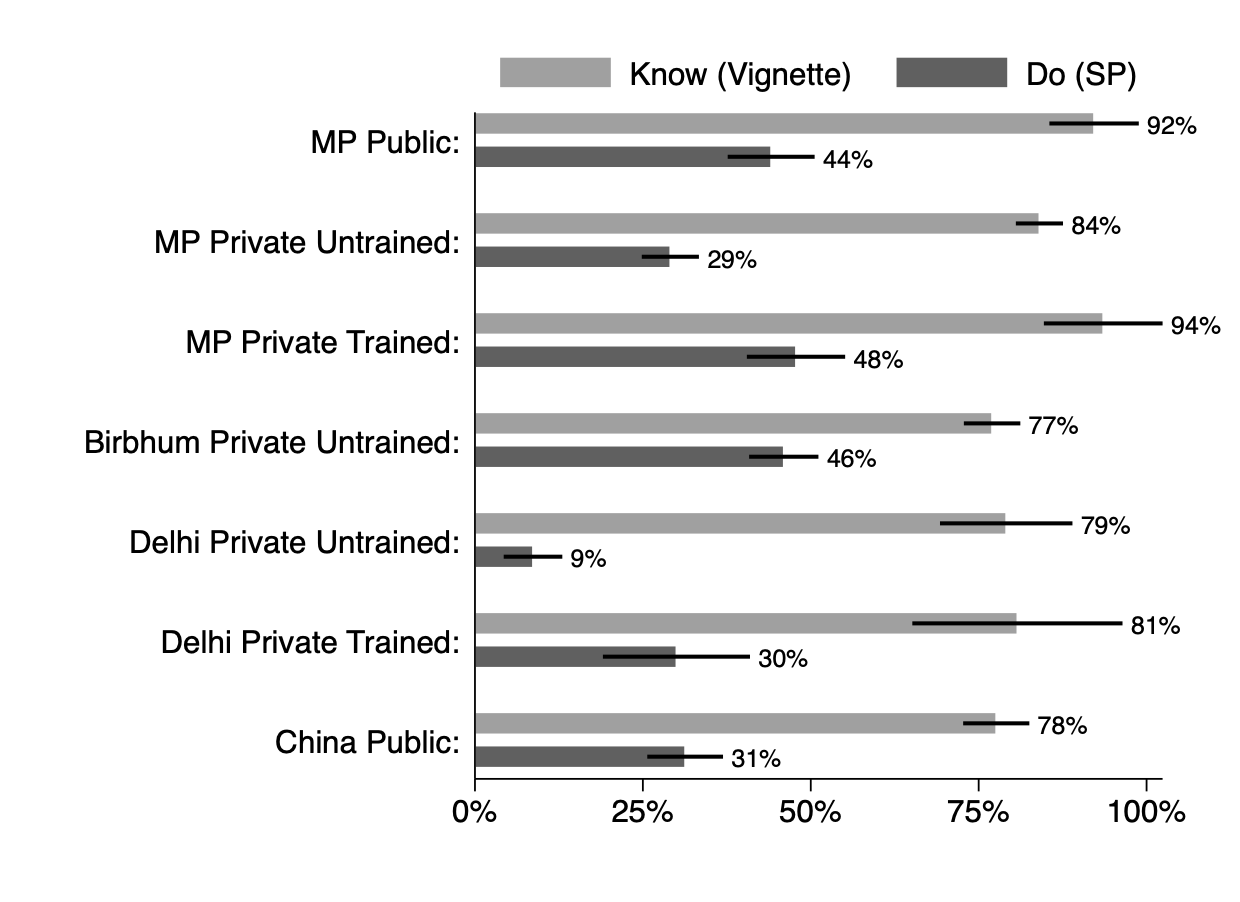 Know (Vignette) Do (SP)
MP Public:
92%
44%
MP Private Untrained:
84%
29%
MP Private Trained:
94%
48%
Birbhum Private Untrained:
77%
46%
Delhi Private Untrained:
79%
9%
Delhi Private Trained:
81%
30%
China Public:
78%
31%
0% 25% 50% 75% 100%